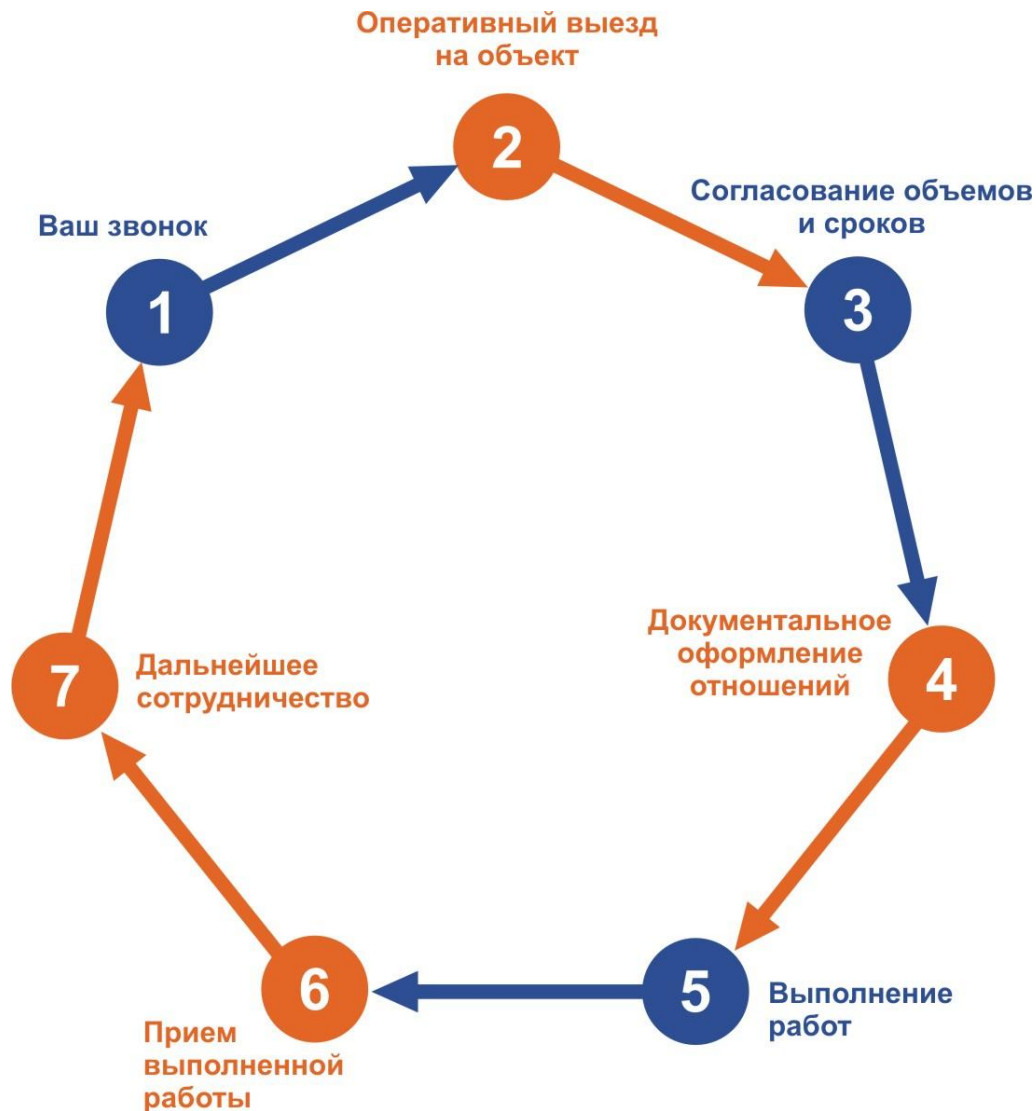 Ваш звонок
1
Оперативный выезд
на объект
2
Согласование объемов
и сроков
3
Документальное
оформление
отношений
4
5
Выполнение
работ
6
Прием
выполненной
работы
7
Дальнейшее
сотрудничество